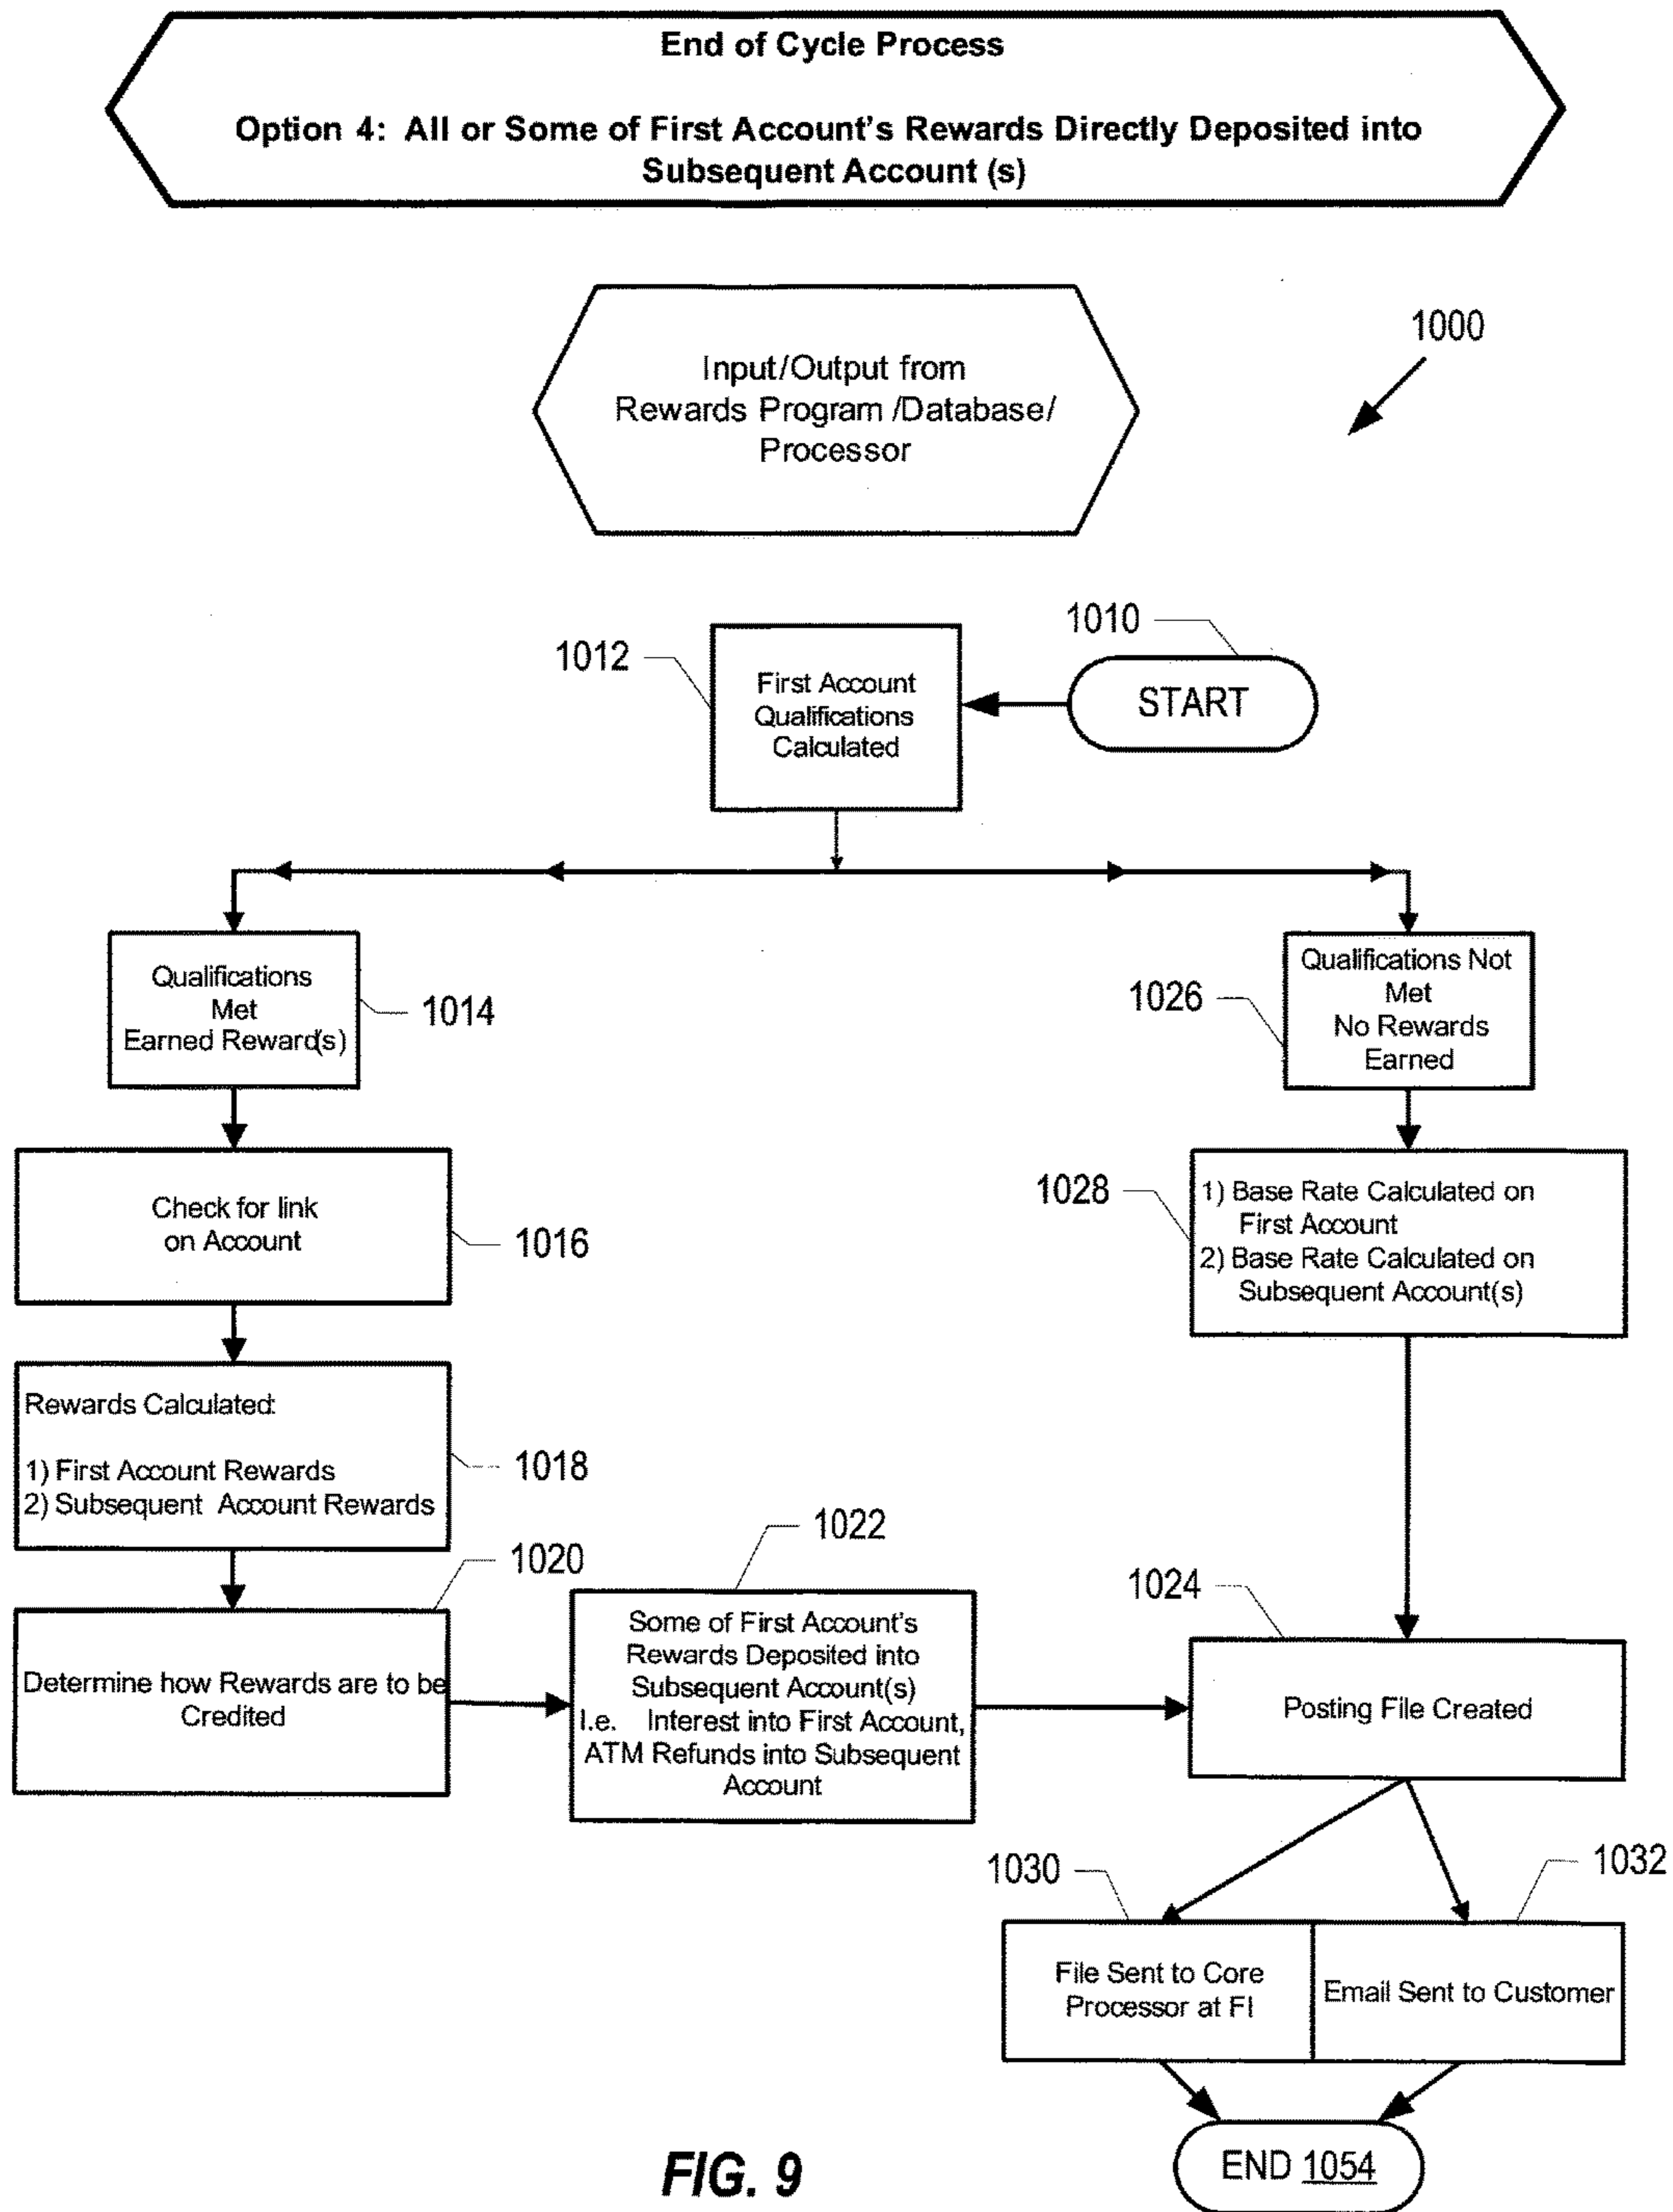 End of Cycle Process
Option 4: All or Some of First Account's Rewards Directly Deposited into
Subsequent Account (s)
Input/Output from
Rewards Program /Database/
Processor
1000
1010
START
1012
First Account
Qualifications
Calculated
Qualifications
Met
Earned Reward(s)
1014
1026
Qualifications Not
Met
No Rewards
Earned
Check for link
on Account
1016
1028
1) Base Rate Calculated on
First Account
2) Base Rate Calculated on
Subsequent Account(s)
Rewards Calculated:
1) First Account Rewards
2) Subsequent Account Rewards
1018
1020
Determine how Rewards are to be
Credited
1022
Some of First Account's
Rewards Deposited into
Subsequent Account(s)
I.e. Interest into First Account,
ATM Refunds into Subsequent
Account
1024
Posting File Created
1030
File Sent to Core
Processor at FI
1032
Email Sent to Customer
END 1054
FIG. 9